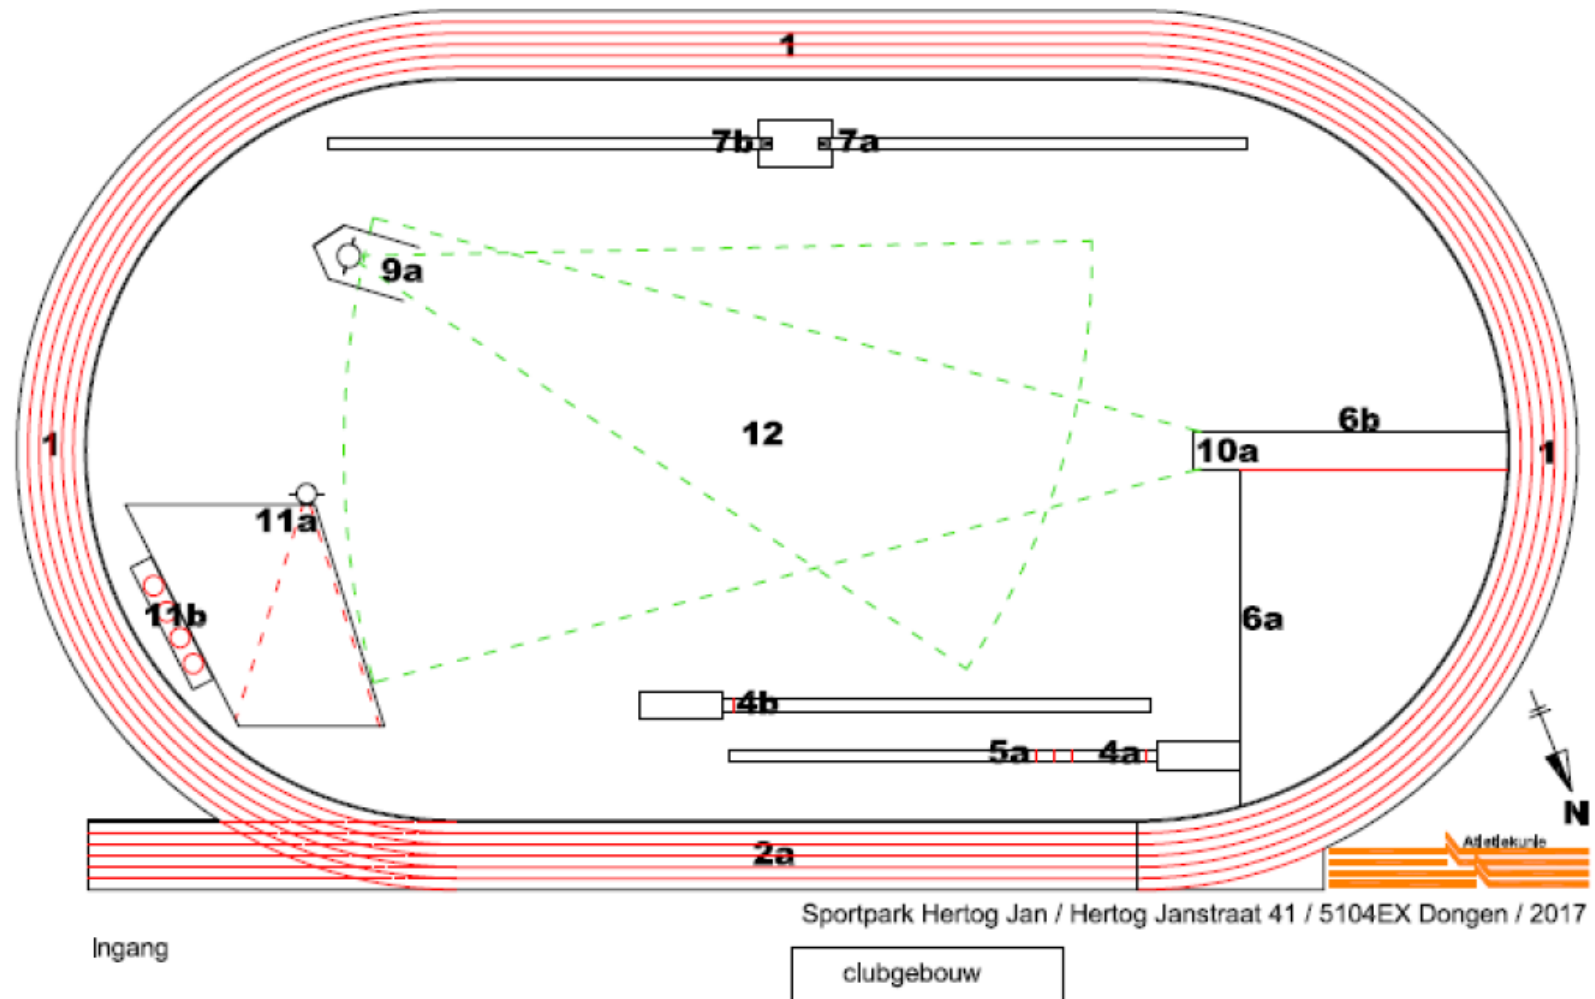 1
7b 7a
9a
12
6b
1
10a
1
11a
11b
6a
4b
5a 4a
N
2a
Atletiekunie
Sportpark Hertog Jan / Hertog Janstraat 41 / 5104EX Dongen / 2017
Ingang
clubgebouw